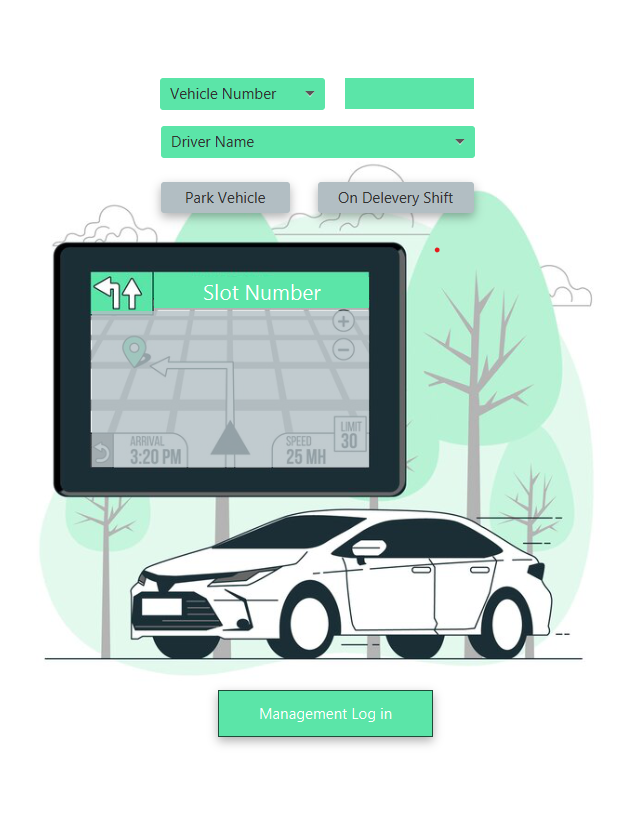 Vehicle Number
Driver Name
Park Vehicle
On Delevery Shift
Slot Number
LIMIT
30
ARRIVAL
3:20 PM
SPEED
25 MH
Management Log in